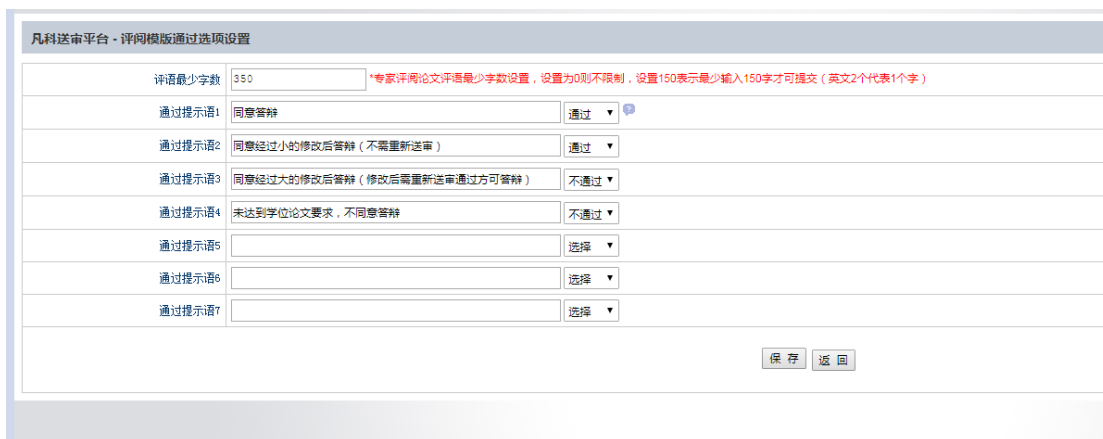 凡科送审平台 - 评阅模版通过选项设置
评语最少字数 350 *专家评阅论文评语最少字数设置，设置为0则不限制，设置150表示最少输入150字才可提交（英文2个代表1个字）
通过提示语1 同意答辩 通过 ?
通过提示语2 同意经过小的修改后答辩（不需重新送审） 通过
通过提示语3 同意经过大的修改后答辩（修改后需重新送审通过方可答辩） 不通过
通过提示语4 未达到学位论文要求，不同意答辩 不通过
通过提示语5 选择
通过提示语6 选择
通过提示语7 选择
保 存 返 回